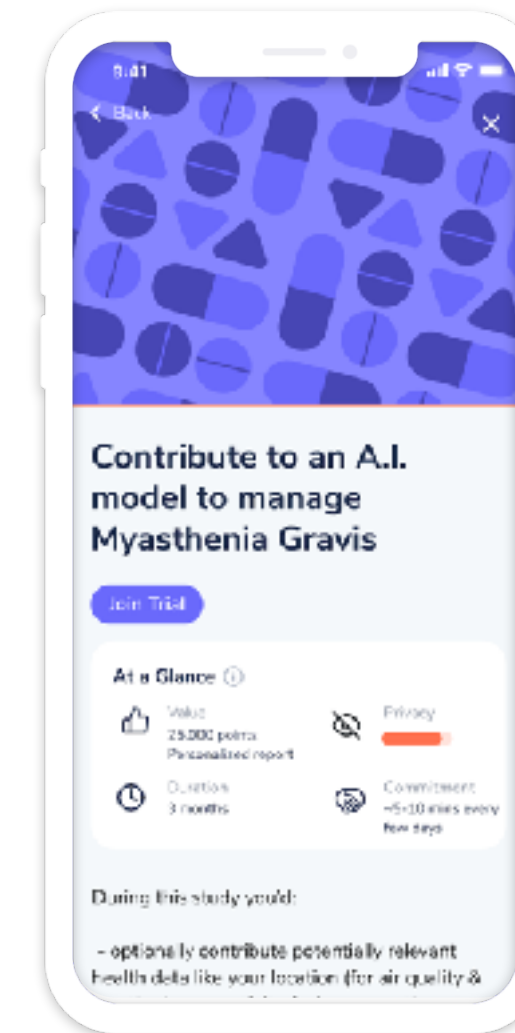 9:41
Back
Contribute to an A.I.
model to manage
Myasthenia Gravis
Join Trial
At a Glance
Value
25,000 points
Personalized report
Privacy
Duration
3 months
Commitment
~5-10 mins every
few days
During this study you'd:
- optionally contribute potentially relevant
health data like your location (for air quality &